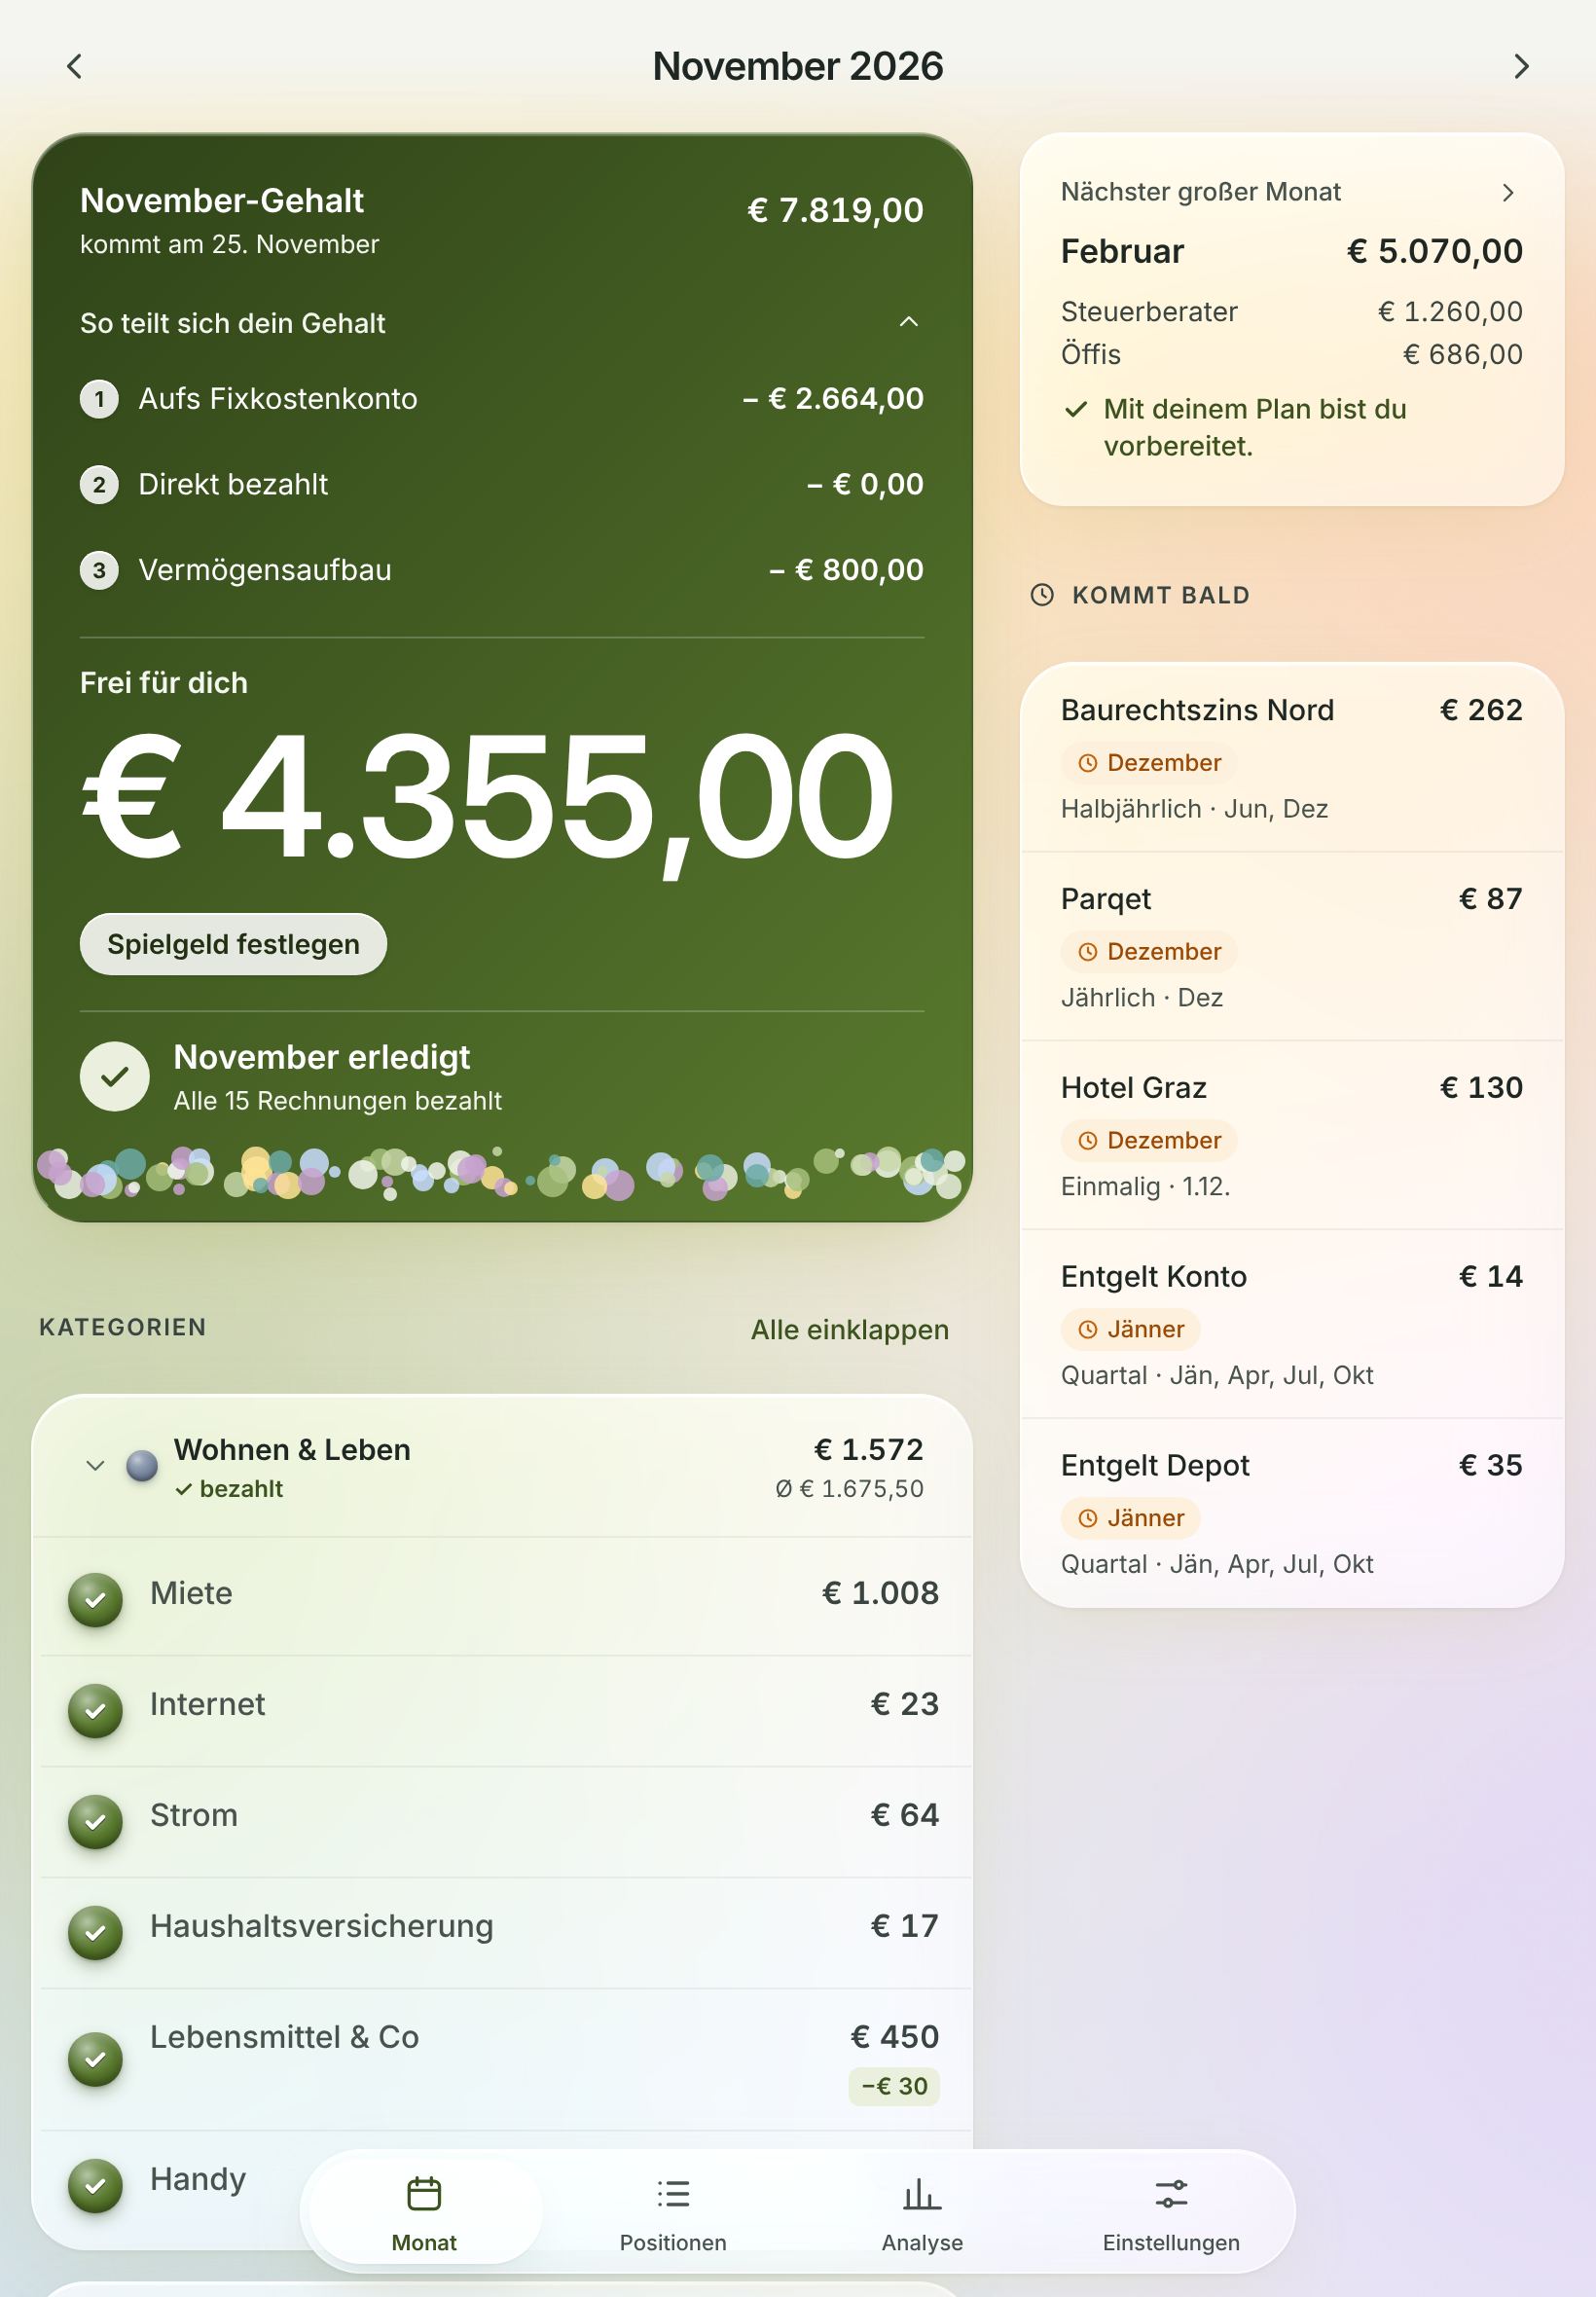 November 2026
November-Gehalt
€ 7.819,00
kommt am 25. November
So teilt sich dein Gehalt
1 Aufs Fixkostenkonto – € 2.664,00
2 Direkt bezahlt – € 0,00
3 Vermögensaufbau – € 800,00
Frei für dich
€ 4.355,00
Spielgeld festlegen
November erledigt
Alle 15 Rechnungen bezahlt
KATEGORIEN
Alle einklappen
Wohnen & Leben € 1.572
bezahlt Ø € 1.675,50
Miete € 1.008
Internet € 23
Strom € 64
Haushaltsversicherung € 17
Lebensmittel & Co € 450
−€ 30
Handy
Nächster großer Monat
Februar € 5.070,00
Steuerberater € 1.260,00
Öffis € 686,00
Mit deinem Plan bist du
vorbereitet.
KOMMT BALD
Baurechtszins Nord € 262
Dezember
Halbjährlich · Jun, Dez
Parqet € 87
Dezember
Jährlich · Dez
Hotel Graz € 130
Dezember
Einmalig · 1.12.
Entgelt Konto € 14
Jänner
Quartal · Jän, Apr, Jul, Okt
Entgelt Depot € 35
Jänner
Quartal · Jän, Apr, Jul, Okt
Monat
Positionen
Analyse
Einstellungen